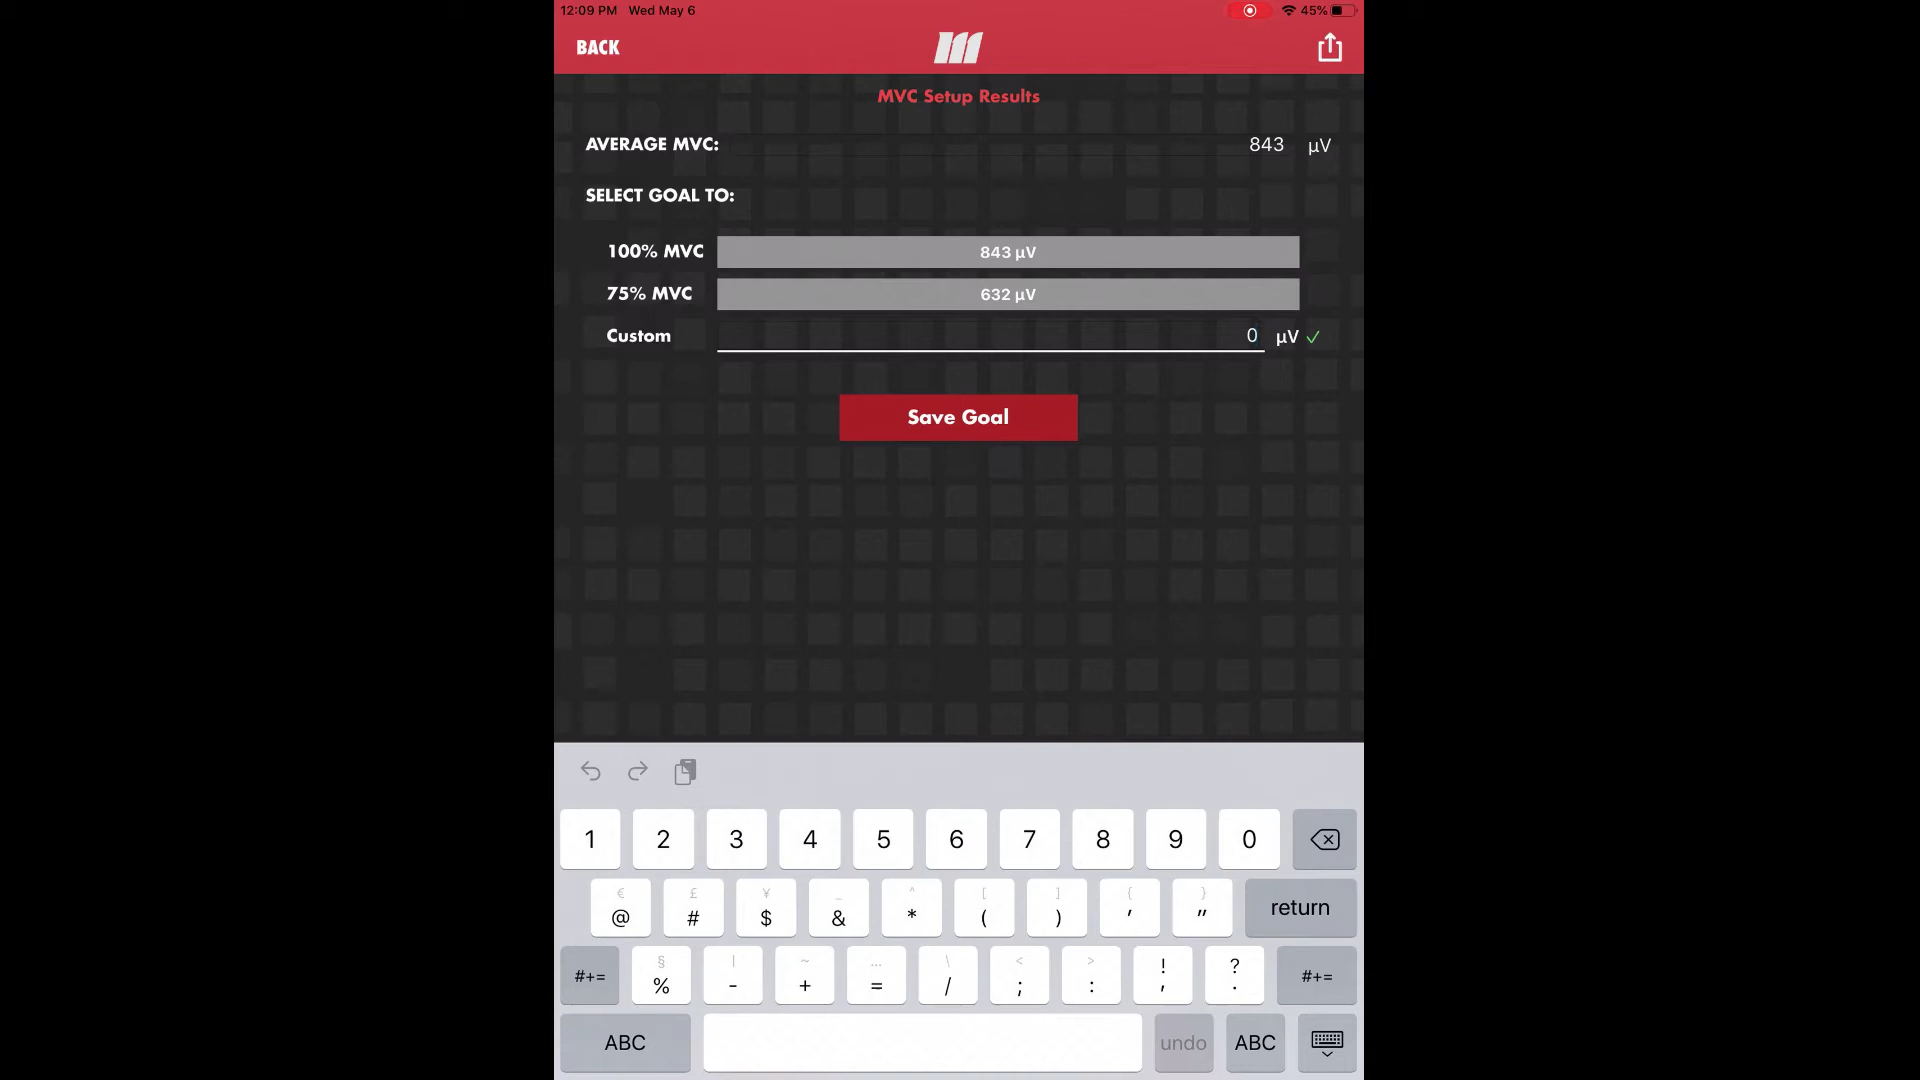 12:09 PM Wed May 6 45%
BACK
MVC Setup Results
AVERAGE MVC: 843 µV
SELECT GOAL TO:
100% MVC 843 µV
75% MVC 632 µV
Custom 0 µV ✓
Save Goal
1 2 3 4 5 6 7 8 9 0
€ £ ¥ _ ^ [ ] { }
@ # $ & * ( ) ' " return
§ | ~ … \ < > ! ?
#+= % - + = / ; : , . #+=
ABC undo ABC